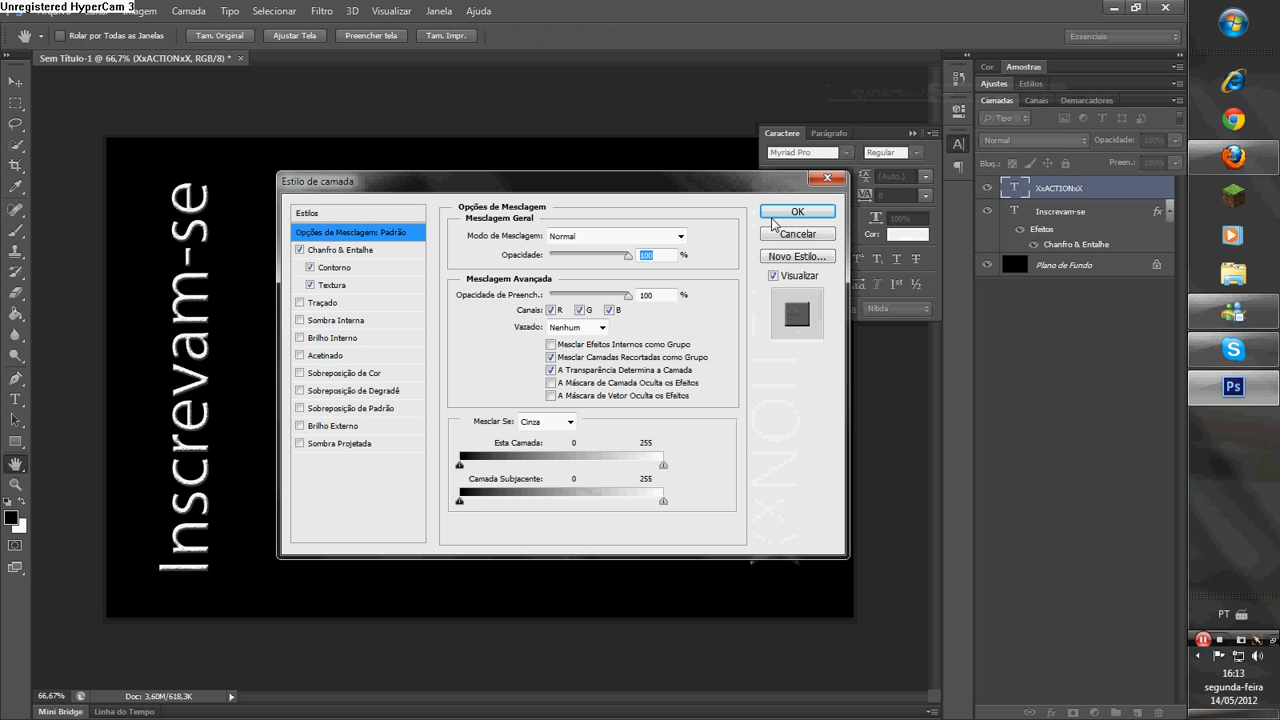 Unregistered HyperCam 3
Imagem Camada Tipo Selecionar Filtro 3D Visualizar Janela Ajuda
Rolar por Todas as Janelas Tam. Original Ajustar Tela Preencher tela Tam. Impr. Essenciais
Sem Título-1 @ 66,7% (XxACTIONxX, RGB/8) * ×
Cor Amostras
Ajustes Estilos
Camadas Canais Demarcadores
Tipo
Normal Opacidade: 100%
Bloq.: Preen.: 100%
XxACTIONxX
Inscrevam-se fx
Efeitos
Chanfro & Entalhe
Plano de Fundo
Caractere Parágrafo
Myriad Pro Regular
(Auto.)
0
100%
Cor:
Nítida
Estilo de camada
Estilos
Opções de Mesclagem: Padrão
Chanfro & Entalhe
Contorno
Textura
Traçado
Sombra Interna
Brilho Interno
Acetinado
Sobreposição de Cor
Sobreposição de Degradê
Sobreposição de Padrão
Brilho Externo
Sombra Projetada
Opções de Mesclagem
Mesclagem Geral
Modo de Mesclagem: Normal
Opacidade: 100 %
Mesclagem Avançada
Opacidade de Preench.: 100 %
Canais: R G B
Vazado: Nenhum
Mesclar Efeitos Internos como Grupo
Mesclar Camadas Recortadas como Grupo
A Transparência Determina a Camada
A Máscara de Camada Oculta os Efeitos
A Máscara de Vetor Oculta os Efeitos
Mesclar Se: Cinza
Esta Camada: 0 255
Camada Subjacente: 0 255
OK
Cancelar
Novo Estilo...
Visualizar
Inscrevam-se
66,67% Doc: 3,60M/618,3K
Mini Bridge Linha do Tempo
Ps
PT
16:13
segunda-feira
14/05/2012